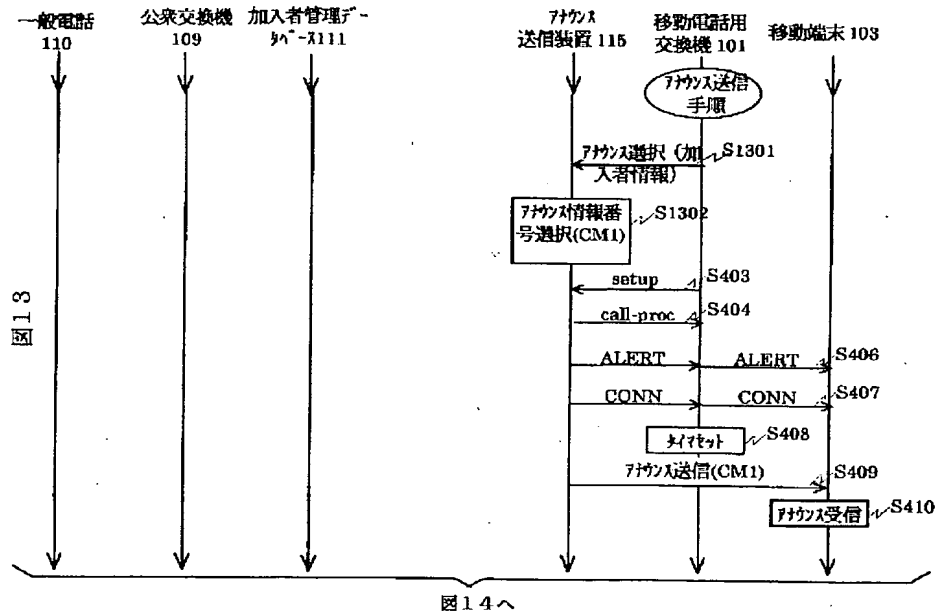 一般電話
110
公衆交換機
109
加入者管理デー
タベース111
アナウンス
送信装置 115
移動電話用
交換機 101
移動端末 103
アナウンス送信
手順
アナウンス選択（加
入者情報）
S1301
アナウンス情報番
号選択(CM1)
S1302
setup
S403
call-proc
S404
ALERT
ALERT
S406
CONN
CONN
S407
タイマセット
S408
アナウンス送信(CM1)
S409
アナウンス受信
S410
図13
図14へ